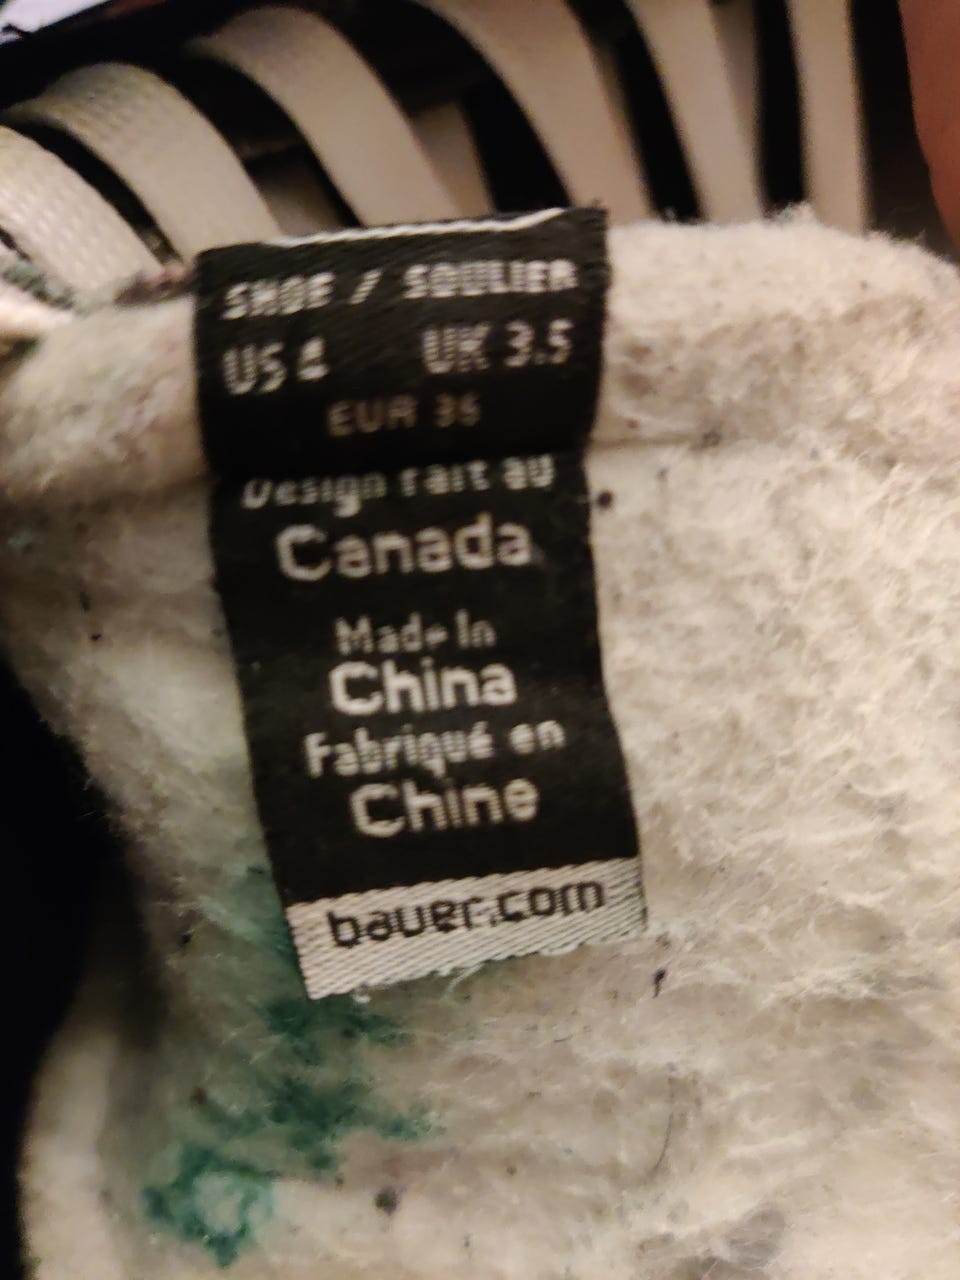 SHOE / SOULIER
US 4 UK 3.5
EUR 36
Design fait au
Canada
Made In
China
Fabriqué en
Chine
bauer.com